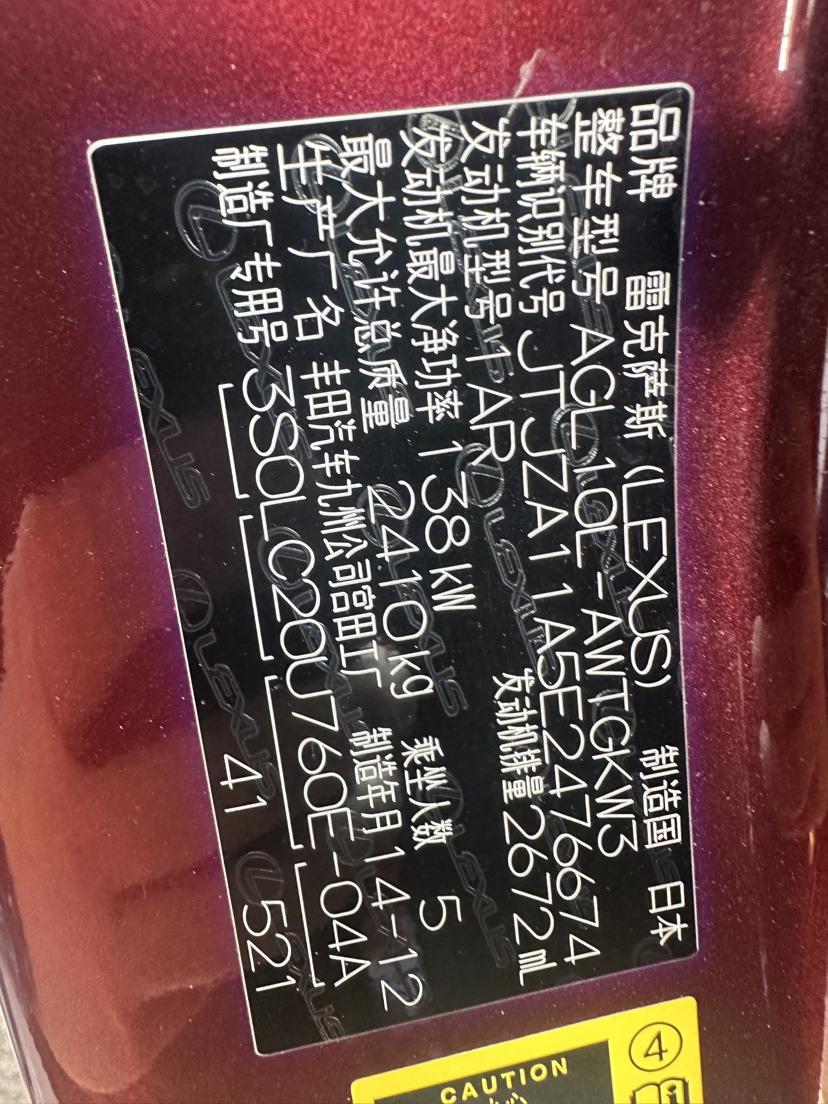 品牌 雷克萨斯 (LEXUS) 制造国 日本
整车型号 AGL10L-AWTGKW3
车辆识别代号 JTJZA11A5E2476674
发动机型号 1AR 发动机排量 2672mL
发动机最大净功率 138kW
最大允许总质量 2410kg 乘坐人数 5
生产厂名 丰田汽车九州公司宫田工厂 制造年月 14-12
制造厂专用号 3S0LC20U760E-04A
41 521
④
CAUTION